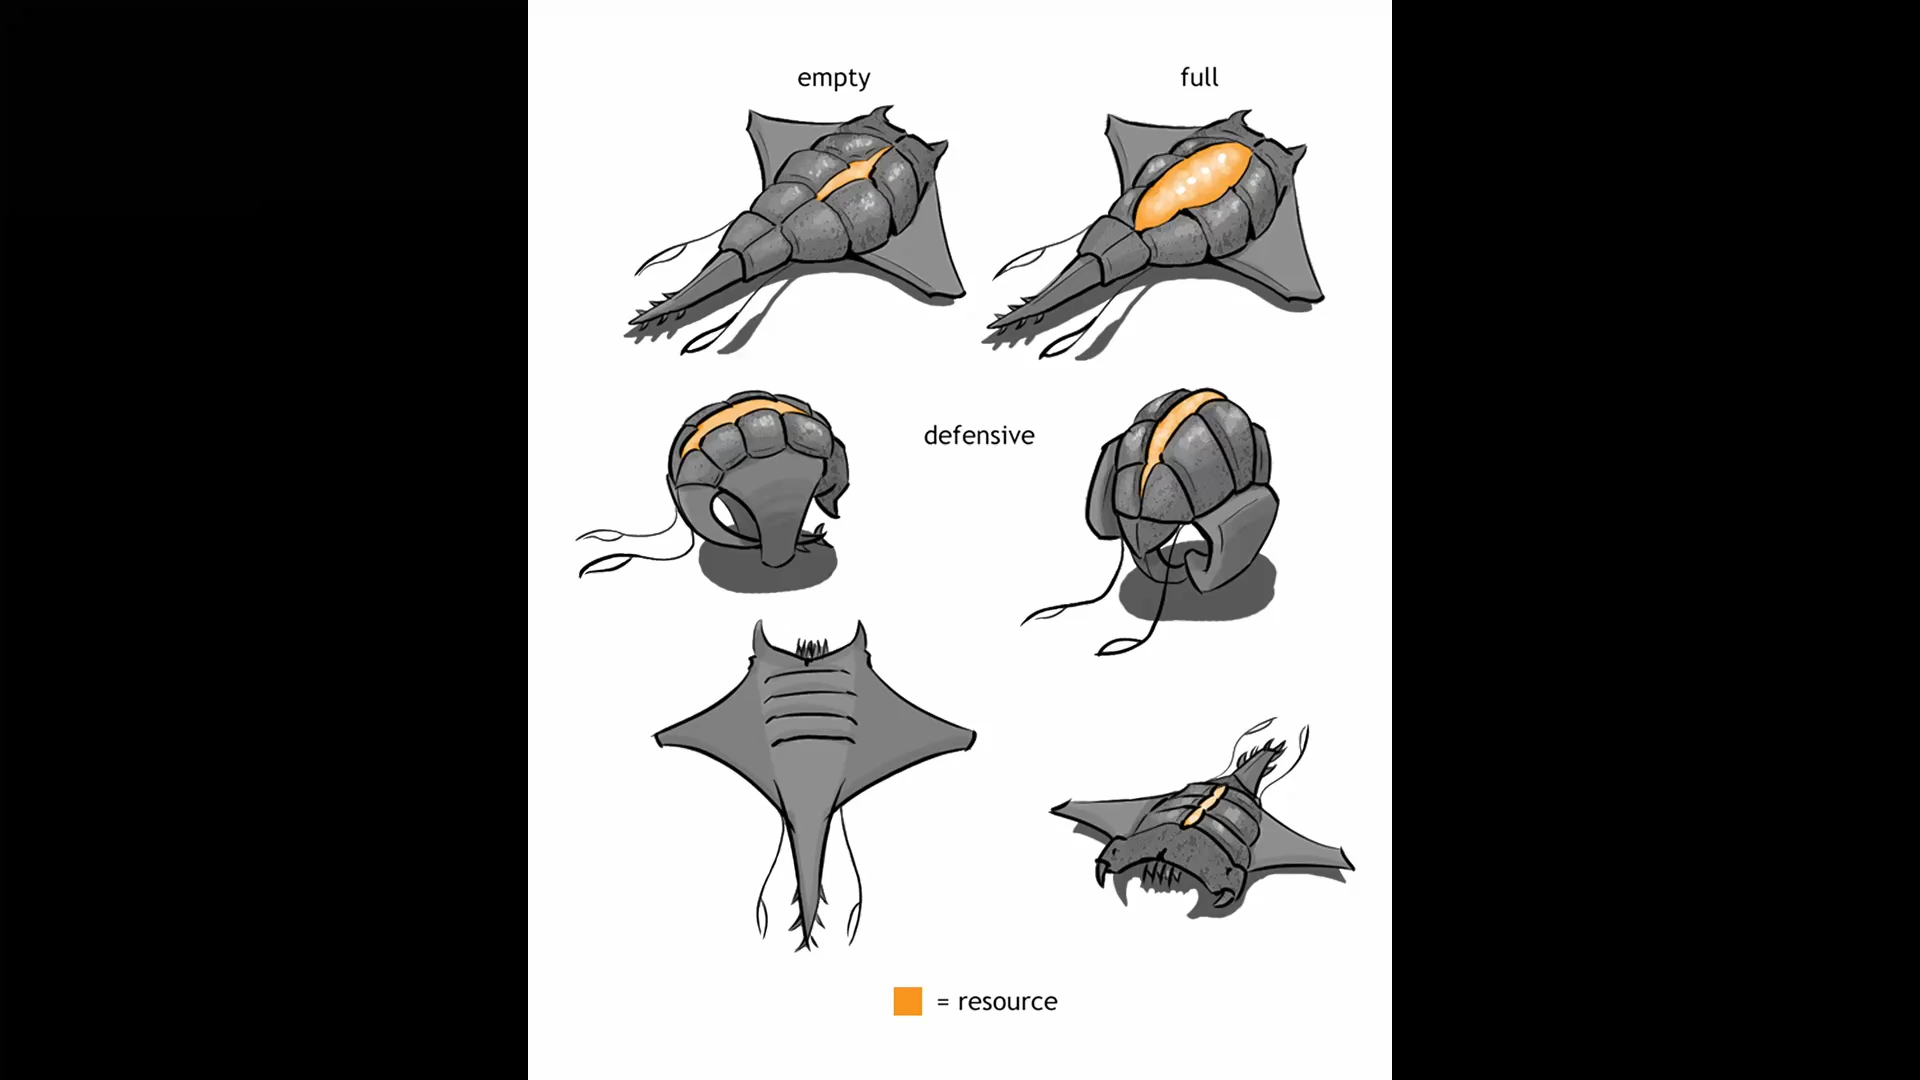 empty
full
defensive
= resource